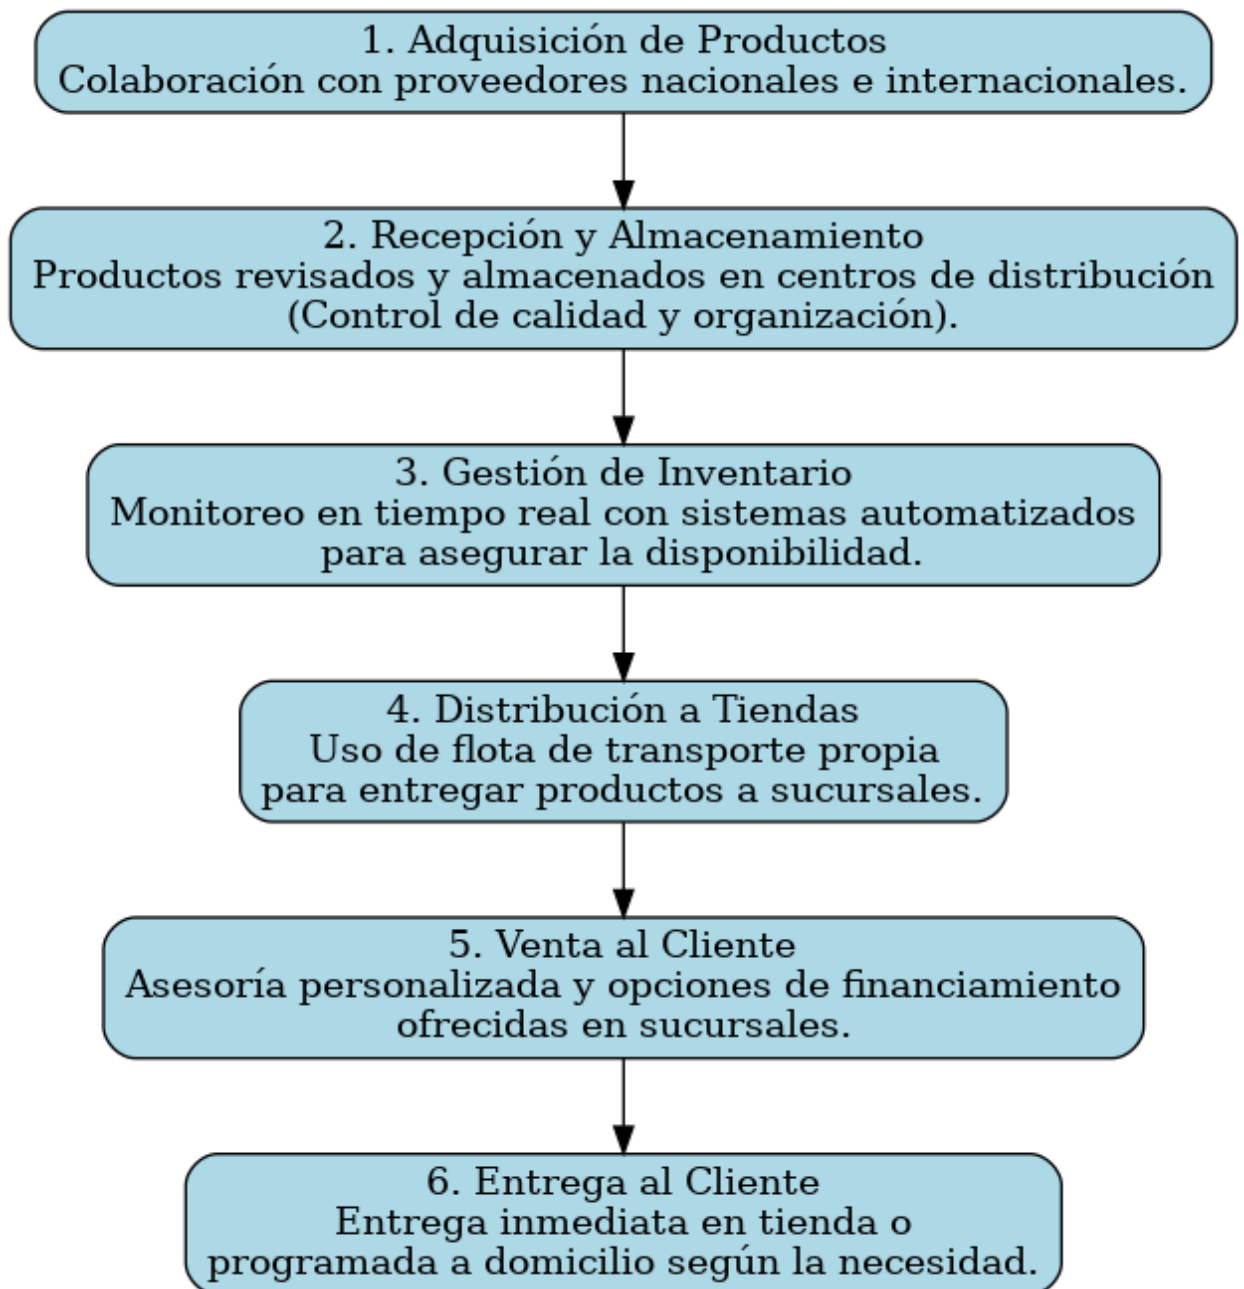 1. Adquisición de Productos
Colaboración con proveedores nacionales e internacionales.
2. Recepción y Almacenamiento
Productos revisados y almacenados en centros de distribución
(Control de calidad y organización).
3. Gestión de Inventario
Monitoreo en tiempo real con sistemas automatizados
para asegurar la disponibilidad.
4. Distribución a Tiendas
Uso de flota de transporte propia
para entregar productos a sucursales.
5. Venta al Cliente
Asesoría personalizada y opciones de financiamiento
ofrecidas en sucursales.
6. Entrega al Cliente
Entrega inmediata en tienda o
programada a domicilio según la necesidad.